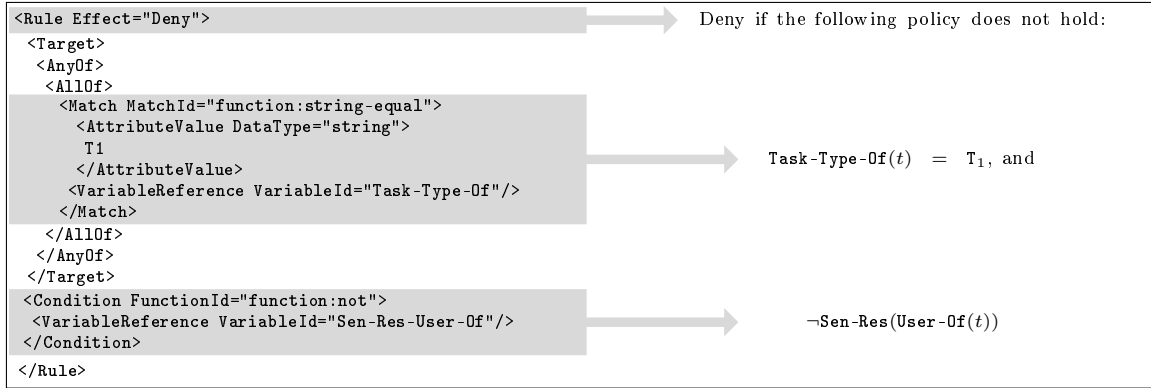 <Rule Effect="Deny"> Deny if the following policy does not hold:
<Target>
<AnyOf>
<AllOf>
<Match MatchId="function:string-equal">
<AttributeValue DataType="string">
T1
</AttributeValue> Task-Type-Of(t) = T₁, and
<VariableReference VariableId="Task-Type-Of"/>
</Match>
</AllOf>
</AnyOf>
</Target>
<Condition FunctionId="function:not">
<VariableReference VariableId="Sen-Res-User-Of"/> ¬Sen-Res(User-Of(t))
</Condition>
</Rule>